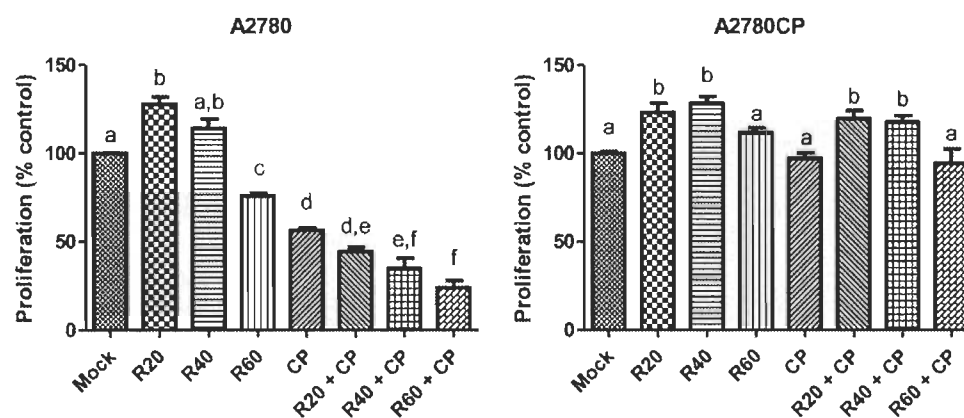 A2780
Proliferation (% control)
150
100
50
0
a
b
a,b
c
d
d,e
e,f
f
Mock
R20
R40
R60
CP
R20 + CP
R40 + CP
R60 + CP
A2780CP
Proliferation (% control)
150
100
50
0
a
b
b
a
a
b
b
a
Mock
R20
R40
R60
CP
R20 + CP
R40 + CP
R60 + CP